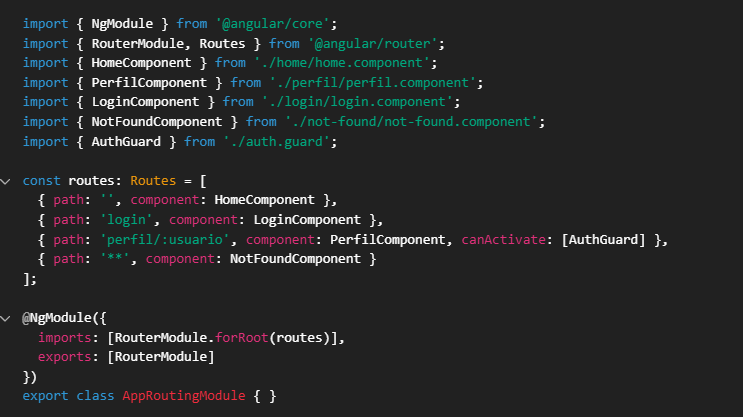 import { NgModule } from '@angular/core';
import { RouterModule, Routes } from '@angular/router';
import { HomeComponent } from './home/home.component';
import { PerfilComponent } from './perfil/perfil.component';
import { LoginComponent } from './login/login.component';
import { NotFoundComponent } from './not-found/not-found.component';
import { AuthGuard } from './auth.guard';

const routes: Routes = [
  { path: '', component: HomeComponent },
  { path: 'login', component: LoginComponent },
  { path: 'perfil/:usuario', component: PerfilComponent, canActivate: [AuthGuard] },
  { path: '**', component: NotFoundComponent }
];

@NgModule({
  imports: [RouterModule.forRoot(routes)],
  exports: [RouterModule]
})
export class AppRoutingModule { }